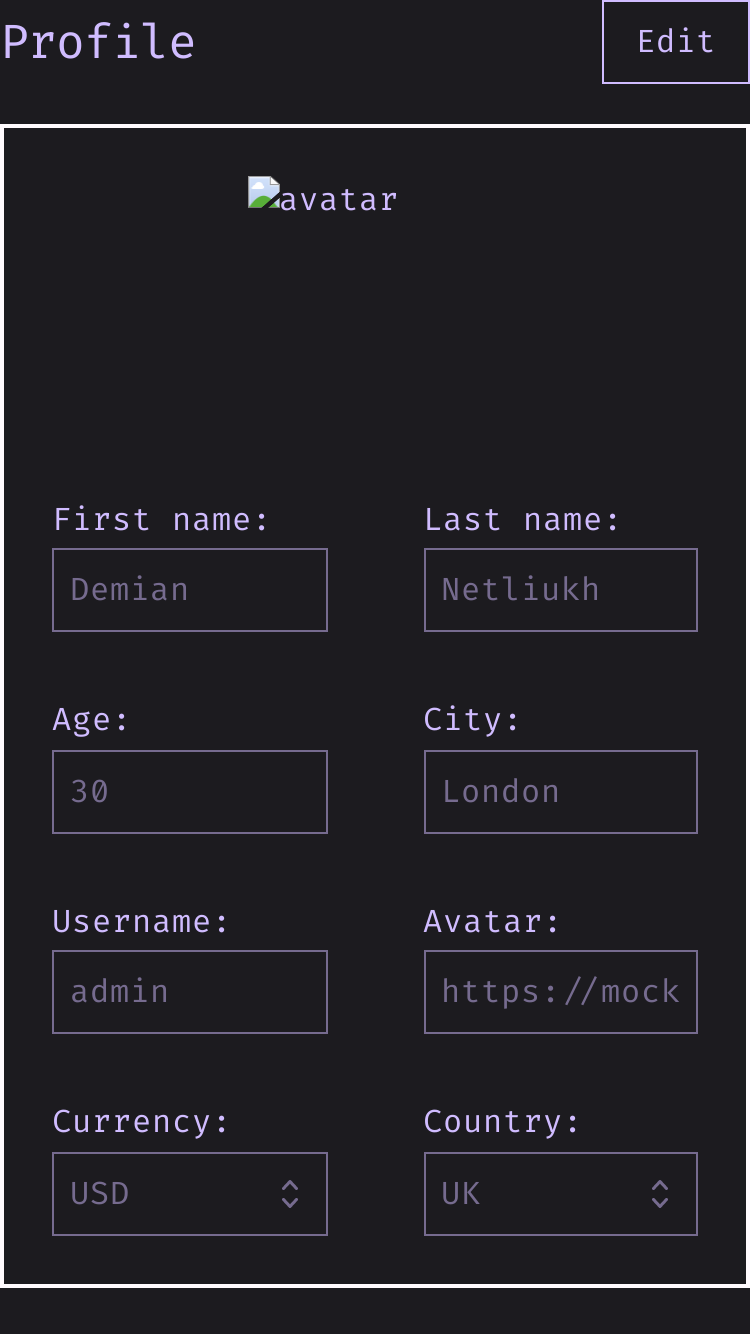 Profile
Edit
avatar
First name:
Last name:
Demian
Netliukh
Age:
City:
30
London
Username:
Avatar:
admin
https://mock
Currency:
Country:
USD
UK